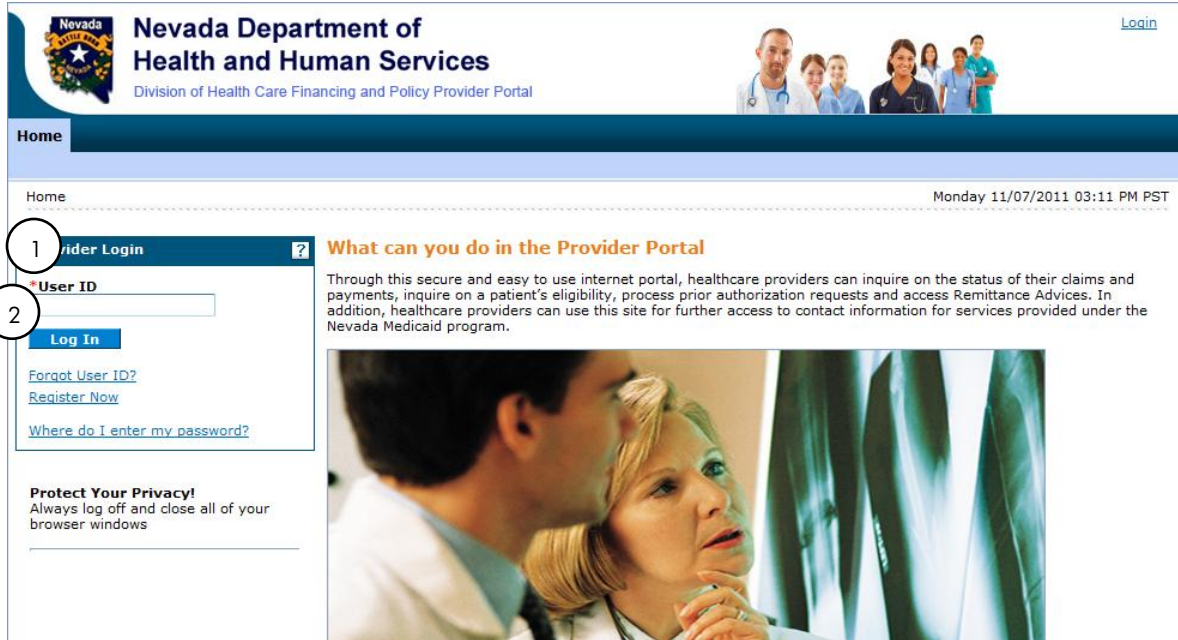 Nevada
BATTLE BORN
NEVADA
Nevada Department of
Health and Human Services
Division of Health Care Financing and Policy Provider Portal
Login
Home
Home
Monday 11/07/2011 03:11 PM PST
1
vider Login
?
*User ID
2
Log In
Forgot User ID?
Register Now
Where do I enter my password?
Protect Your Privacy!
Always log off and close all of your
browser windows
What can you do in the Provider Portal
Through this secure and easy to use internet portal, healthcare providers can inquire on the status of their claims and
payments, inquire on a patient's eligibility, process prior authorization requests and access Remittance Advices. In
addition, healthcare providers can use this site for further access to contact information for services provided under the
Nevada Medicaid program.